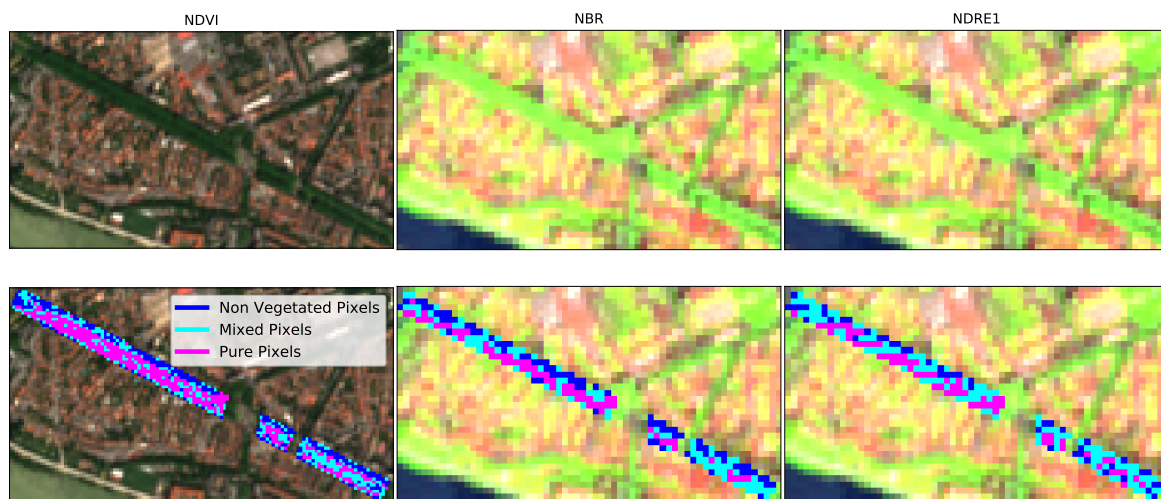 NDVI
NBR
NDRE1
Non Vegetated Pixels
Mixed Pixels
Pure Pixels